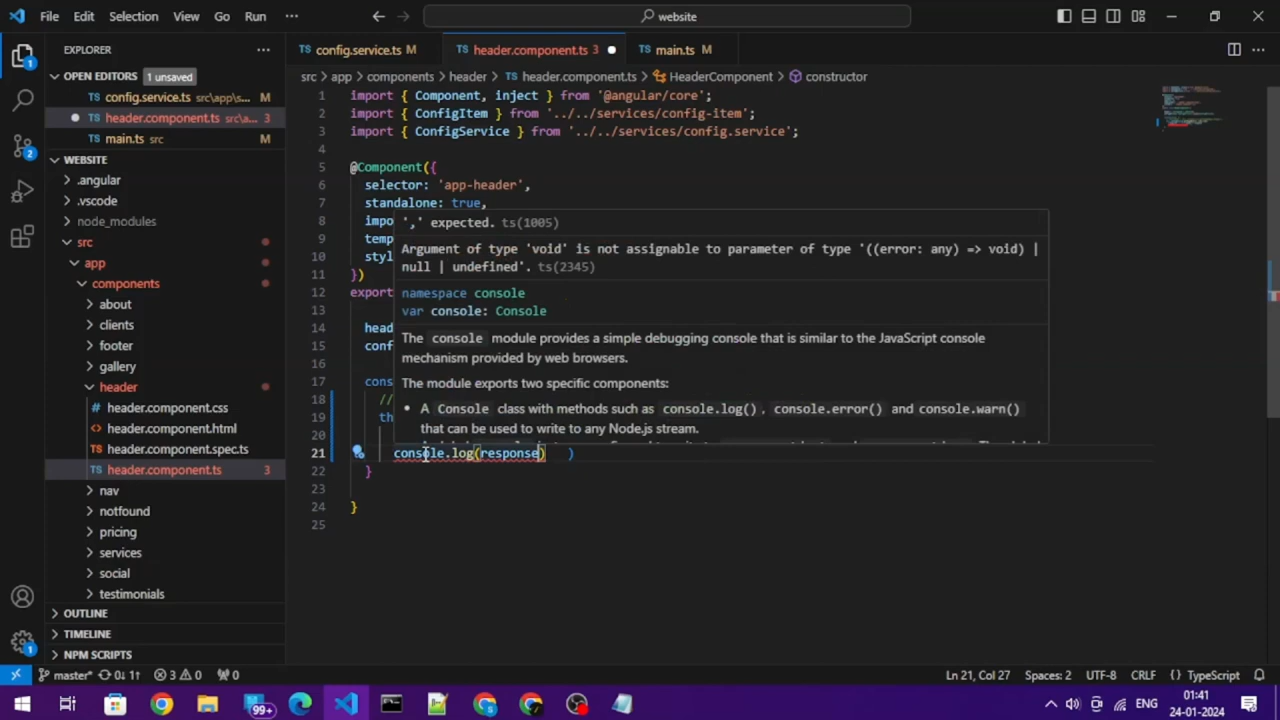 File Edit Selection View Go Run ··· website
EXPLORER ···
OPEN EDITORS 1 unsaved
TS config.service.ts src\app\s... M
TS header.component.ts src\a... 3
TS main.ts src M
WEBSITE
.angular
.vscode
node_modules
src
app
components
about
clients
footer
gallery
header
# header.component.css
<> header.component.html
TS header.component.spec.ts
TS header.component.ts 3
nav
notfound
pricing
services
social
testimonials
OUTLINE
TIMELINE
NPM SCRIPTS
TS config.service.ts M TS header.component.ts 3 TS main.ts M ···
src > app > components > header > TS header.component.ts > HeaderComponent > constructor
1 import { Component, inject } from '@angular/core';
2 import { ConfigItem } from '../../services/config-item';
3 import { ConfigService } from '../../services/config.service';
4
5 @Component({
6 selector: 'app-header',
7 standalone: true,
8 impo
9 temp
10 styl
11 })
12 export
13
14 head
15 conf
16
17 cons
18 //
19 th
20
21 console.log(response) )
22 }
23
24 }
25
',' expected. ts(1005)
Argument of type 'void' is not assignable to parameter of type '((error: any) => void) |
null | undefined'. ts(2345)
namespace console
var console: Console
The console module provides a simple debugging console that is similar to the JavaScript console
mechanism provided by web browsers.
The module exports two specific components:
• A Console class with methods such as console.log() , console.error() and console.warn()
that can be used to write to any Node.js stream.
master* 0↓ 1↑ 3 0 0 Ln 21, Col 27 Spaces: 2 UTF-8 CRLF {} TypeScript
99+ ENG 01:41
24-01-2024